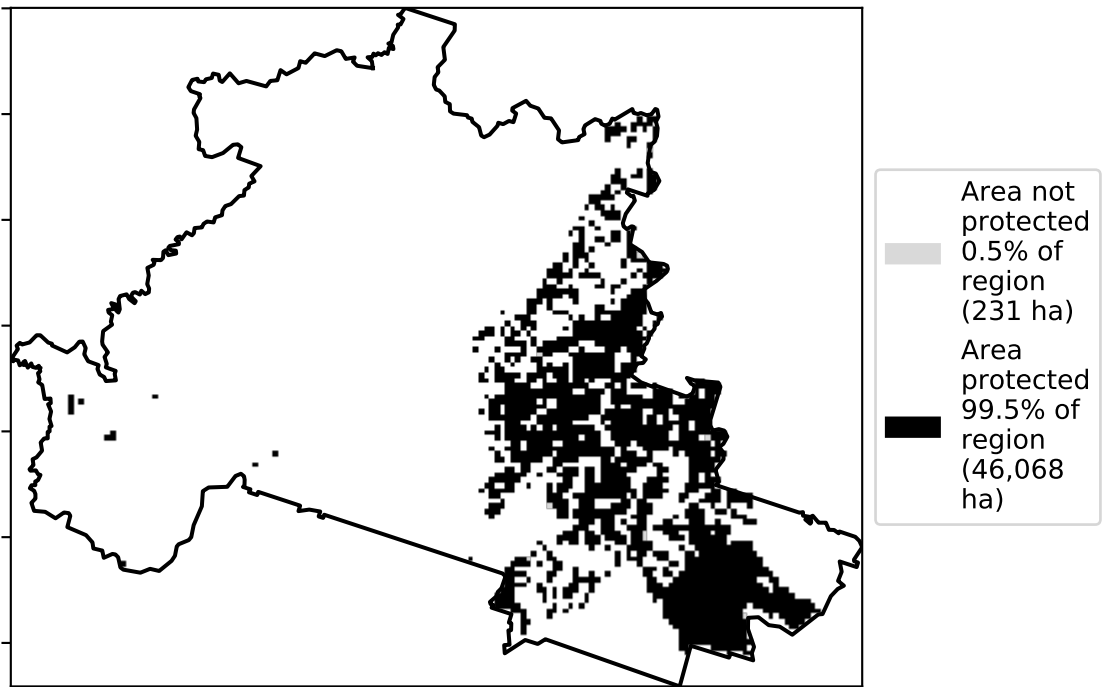 Area not
protected
0.5% of
region
(231 ha)
Area
protected
99.5% of
region
(46,068
ha)